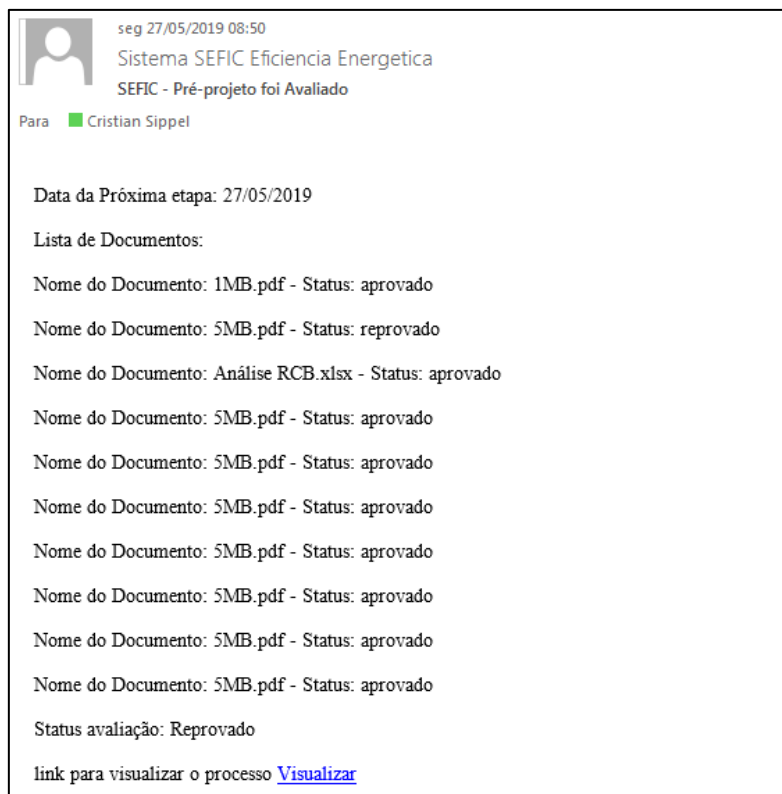 seg 27/05/2019 08:50
Sistema SEFIC Eficiencia Energetica
SEFIC - Pré-projeto foi Avaliado
Para Cristian Sippel
Data da Próxima etapa: 27/05/2019
Lista de Documentos:
Nome do Documento: 1MB.pdf - Status: aprovado
Nome do Documento: 5MB.pdf - Status: reprovado
Nome do Documento: Análise RCB.xlsx - Status: aprovado
Nome do Documento: 5MB.pdf - Status: aprovado
Nome do Documento: 5MB.pdf - Status: aprovado
Nome do Documento: 5MB.pdf - Status: aprovado
Nome do Documento: 5MB.pdf - Status: aprovado
Nome do Documento: 5MB.pdf - Status: aprovado
Nome do Documento: 5MB.pdf - Status: aprovado
Nome do Documento: 5MB.pdf - Status: aprovado
Status avaliação: Reprovado
link para visualizar o processo Visualizar